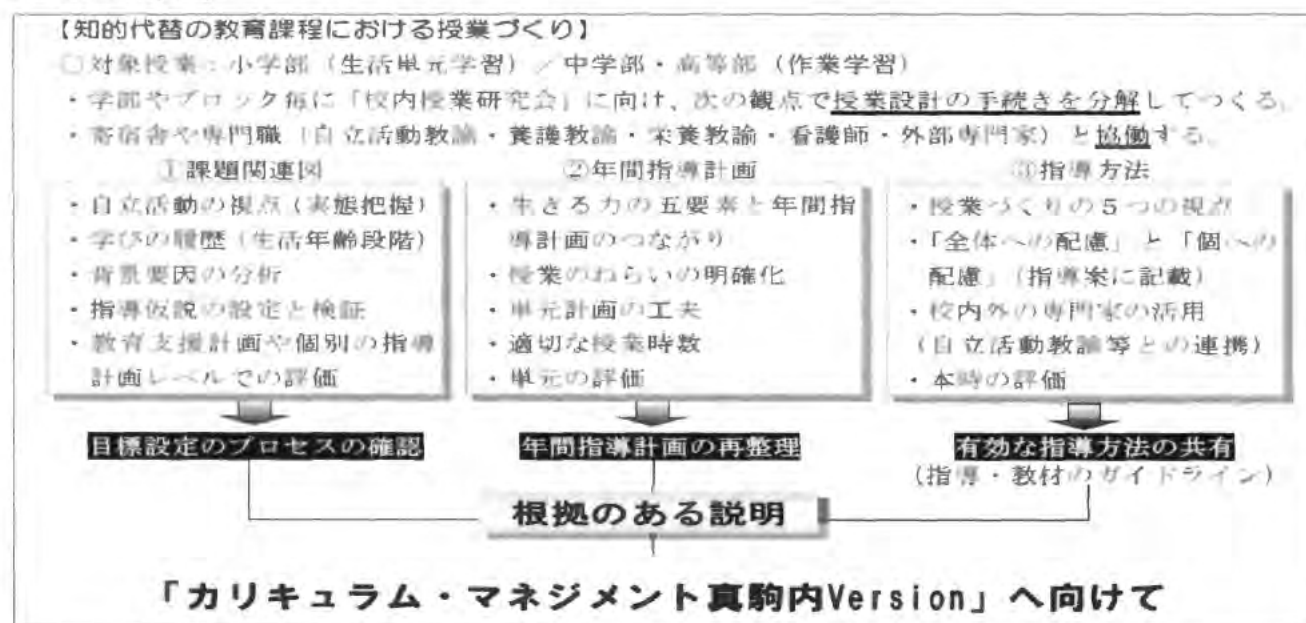 【知的代替の教育課程における授業づくり】
○対象授業：小学部（生活単元学習）／中学部・高等部（作業学習）
・学部やブロック毎に「校内授業研究会」に向け、次の観点で授業設計の手続きを分解してつくる。
・寄宿舎や専門職（自立活動教諭・養護教諭・栄養教諭・看護師・外部専門家）と協働する。
①課題関連図
・自立活動の視点（実態把握）
・学びの履歴（生活年齢段階）
・背景要因の分析
・指導仮説の設定と検証
・教育支援計画や個別の指導
計画レベルでの評価
目標設定のプロセスの確認
②年間指導計画
・生きる力の五要素と年間指
導計画のつながり
・授業のねらいの明確化
・単元計画の工夫
・適切な授業時数
・単元の評価
年間指導計画の再整理
③指導方法
・授業づくりの５つの視点
・「全体への配慮」と「個への
配慮」（指導案に記載）
・校内外の専門家の活用
（自立活動教諭等との連携）
・本時の評価
有効な指導方法の共有
（指導・教材のガイドライン）
根拠のある説明
「カリキュラム・マネジメント真駒内Version」へ向けて